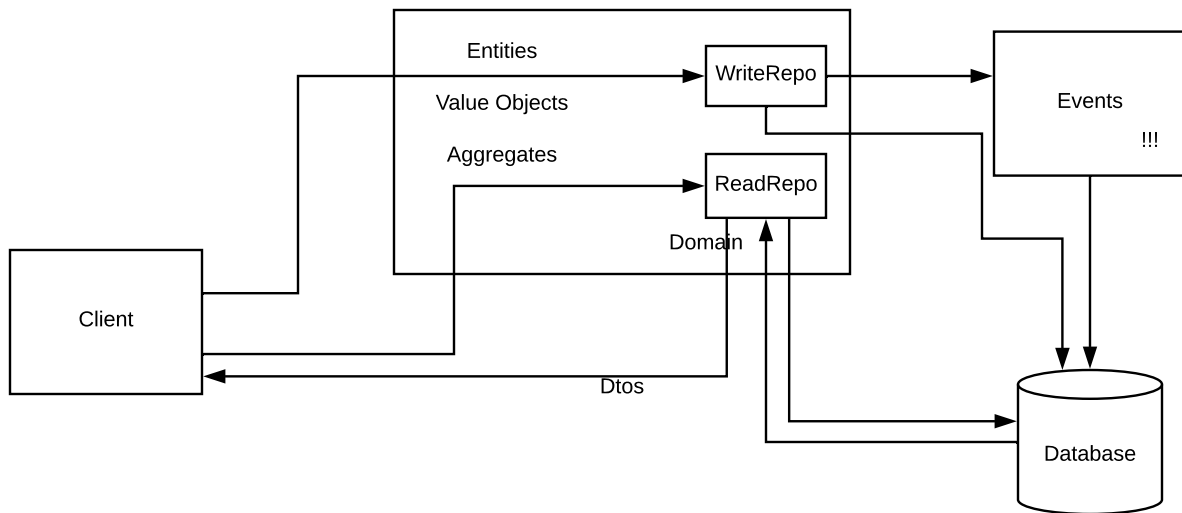 Entities
WriteRepo
Value Objects
Events
!!!
Aggregates
ReadRepo
Domain
Client
Dtos
Database